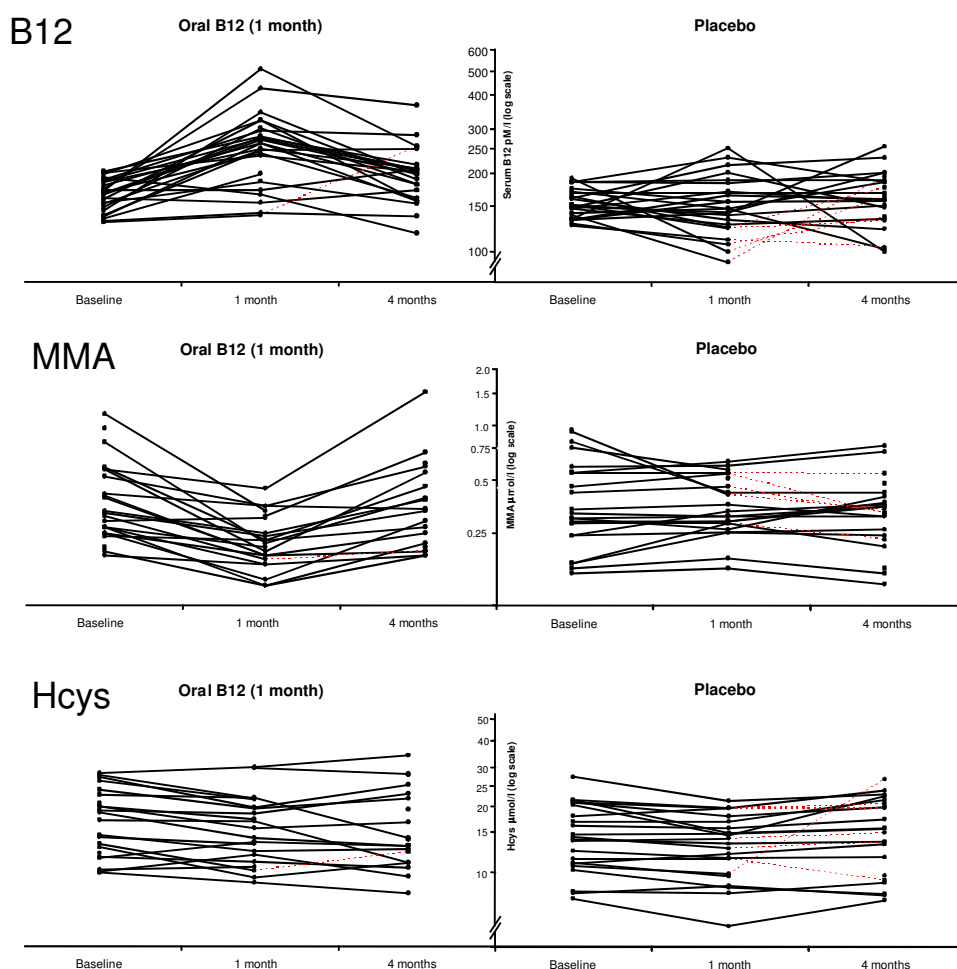 B12
Oral B12 (1 month)
Placebo
600
500
400
300
250
200
150
100
Serum B12 pM/l (log scale)
Baseline
1 month
4 months
Baseline
1 month
4 months
MMA
Oral B12 (1 month)
Placebo
2.0
1.5
1.0
0.75
0.5
0.25
MMA µmol/l (log scale)
Baseline
1 month
4 months
Baseline
1 month
4 months
Hcys
Oral B12 (1 month)
Placebo
50
40
30
25
20
15
10
Hcys µmol/l (log scale)
Baseline
1 month
4 months
Baseline
1 month
4 months